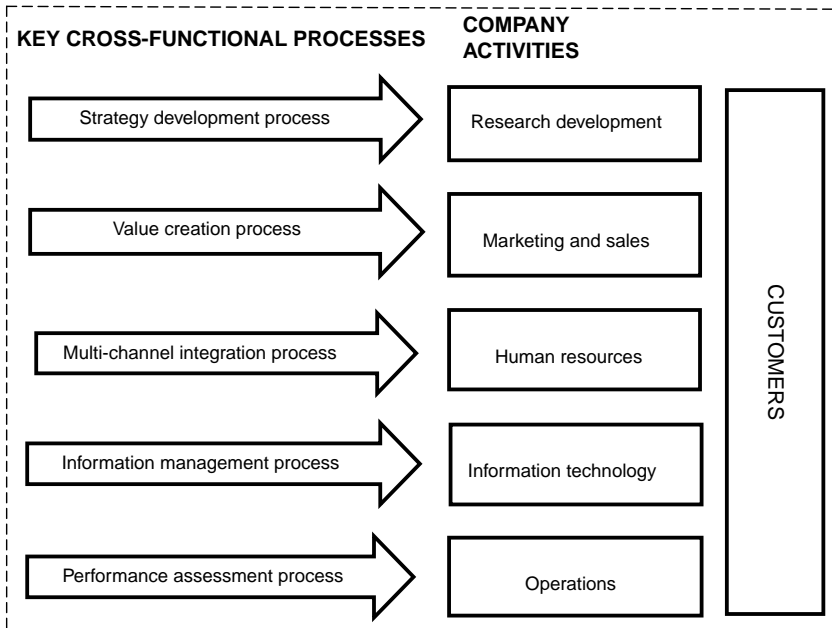 KEY CROSS-FUNCTIONAL PROCESSES
COMPANY
ACTIVITIES
Strategy development process
Research development
Value creation process
Marketing and sales
Multi-channel integration process
Human resources
Information management process
Information technology
Performance assessment process
Operations
CUSTOMERS